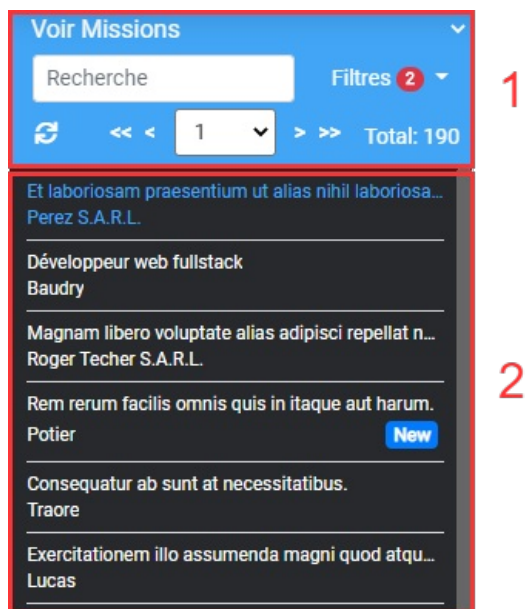 Voir Missions
Recherche
Filtres 2
<< < 1 > >> Total: 190
1
Et laboriosam praesentium ut alias nihil laboriosa...
Perez S.A.R.L.
Développeur web fullstack
Baudry
Magnam libero voluptate alias adipisci repellat n...
Roger Techer S.A.R.L.
2
Rem rerum facilis omnis quis in itaque aut harum.
Potier
New
Consequatur ab sunt at necessitatibus.
Traore
Exercitationem illo assumenda magni quod atqu...
Lucas